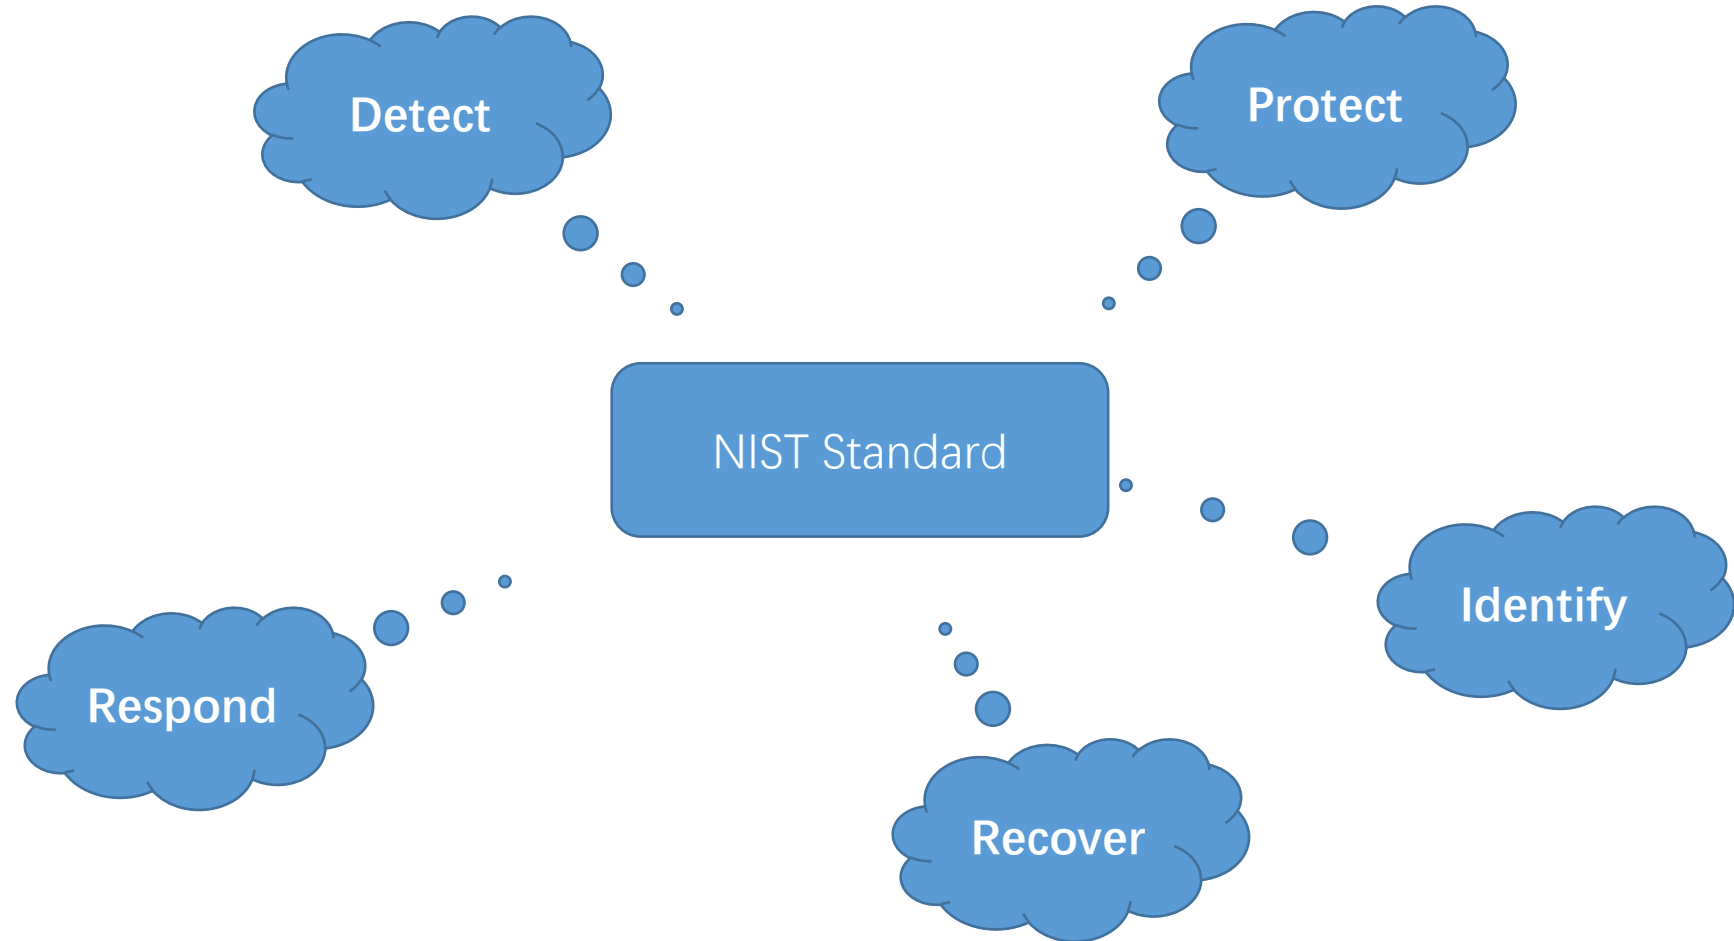 Detect
Protect
NIST Standard
Identify
Respond
Recover